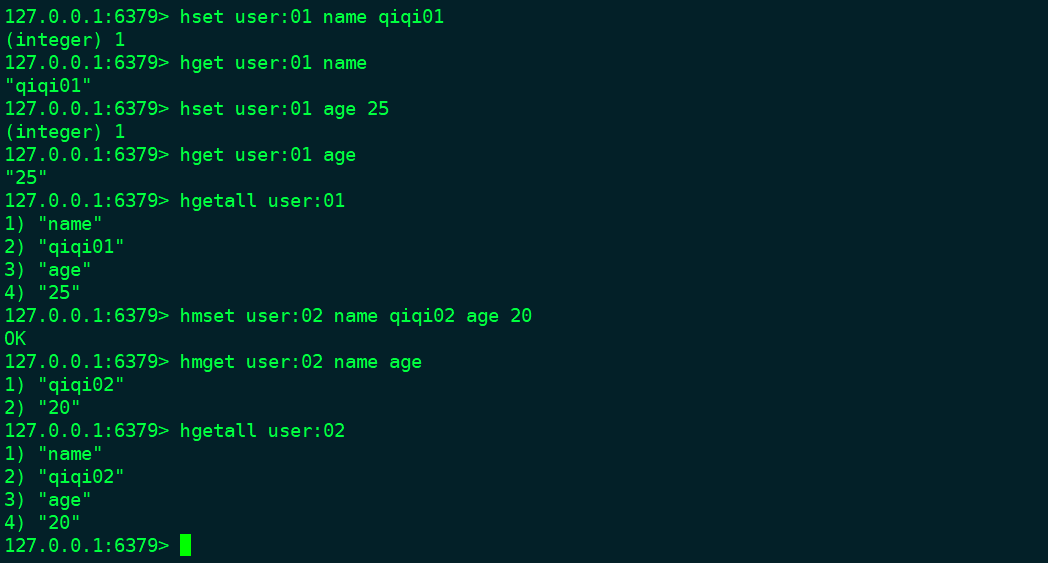 127.0.0.1:6379> hset user:01 name qiqi01
(integer) 1
127.0.0.1:6379> hget user:01 name
"qiqi01"
127.0.0.1:6379> hset user:01 age 25
(integer) 1
127.0.0.1:6379> hget user:01 age
"25"
127.0.0.1:6379> hgetall user:01
1) "name"
2) "qiqi01"
3) "age"
4) "25"
127.0.0.1:6379> hmset user:02 name qiqi02 age 20
OK
127.0.0.1:6379> hmget user:02 name age
1) "qiqi02"
2) "20"
127.0.0.1:6379> hgetall user:02
1) "name"
2) "qiqi02"
3) "age"
4) "20"
127.0.0.1:6379>